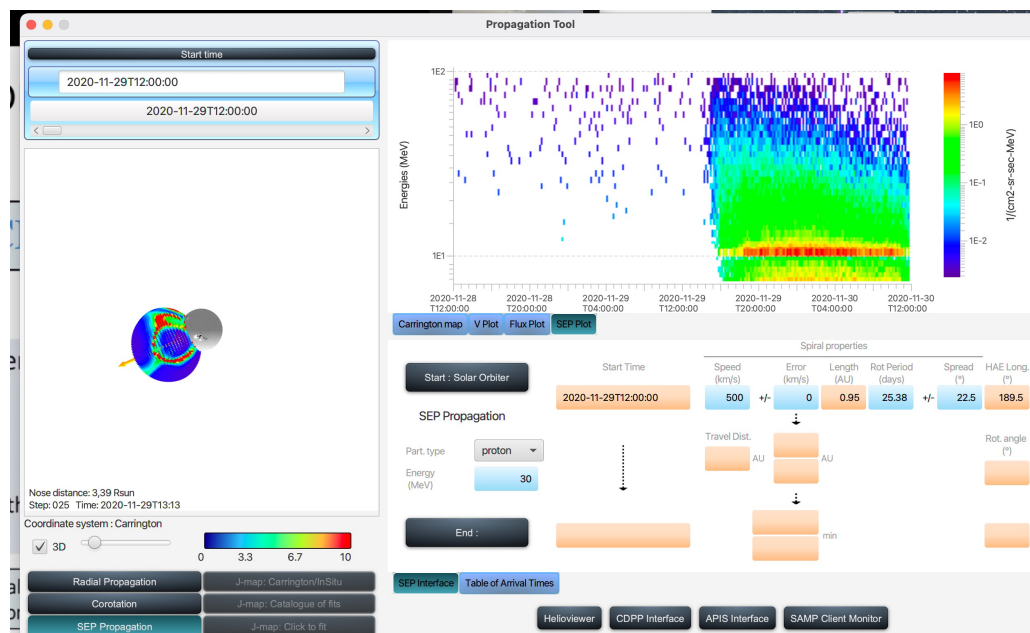 Propagation Tool
Start time
2020-11-29T12:00:00
2020-11-29T12:00:00
Nose distance: 3,39 Rsun
Step: 025 Time: 2020-11-29T13:13
Coordinate system : Carrington
3D
0 3.3 6.7 10
Radial Propagation J-map: Carrington/InSitu
Corotation J-map: Catalogue of fits
SEP Propagation J-map: Click to fit
1E2
Energies (MeV)
1E1
2020-11-28 2020-11-28 2020-11-29 2020-11-29 2020-11-29 2020-11-30 2020-11-30
T12:00:00 T20:00:00 T04:00:00 T12:00:00 T20:00:00 T04:00:00 T12:00:00
1E0
1E-1
1E-2
1/(cm2-sr-sec-MeV)
Carrington map V Plot Flux Plot SEP Plot
Spiral properties
Start : Solar Orbiter
Start Time Speed Error Length Rot Period Spread HAE Long.
(km/s) (km/s) (AU) (days) (°) (°)
2020-11-29T12:00:00 500 +/- 0 0.95 25.38 +/- 22.5 189.5
SEP Propagation
Travel Dist. Rot. angle
(°)
Part. type proton
AU AU
Energy
(MeV) 30
End :
min
SEP Interface Table of Arrival Times
Helioviewer CDPP Interface APIS Interface SAMP Client Monitor